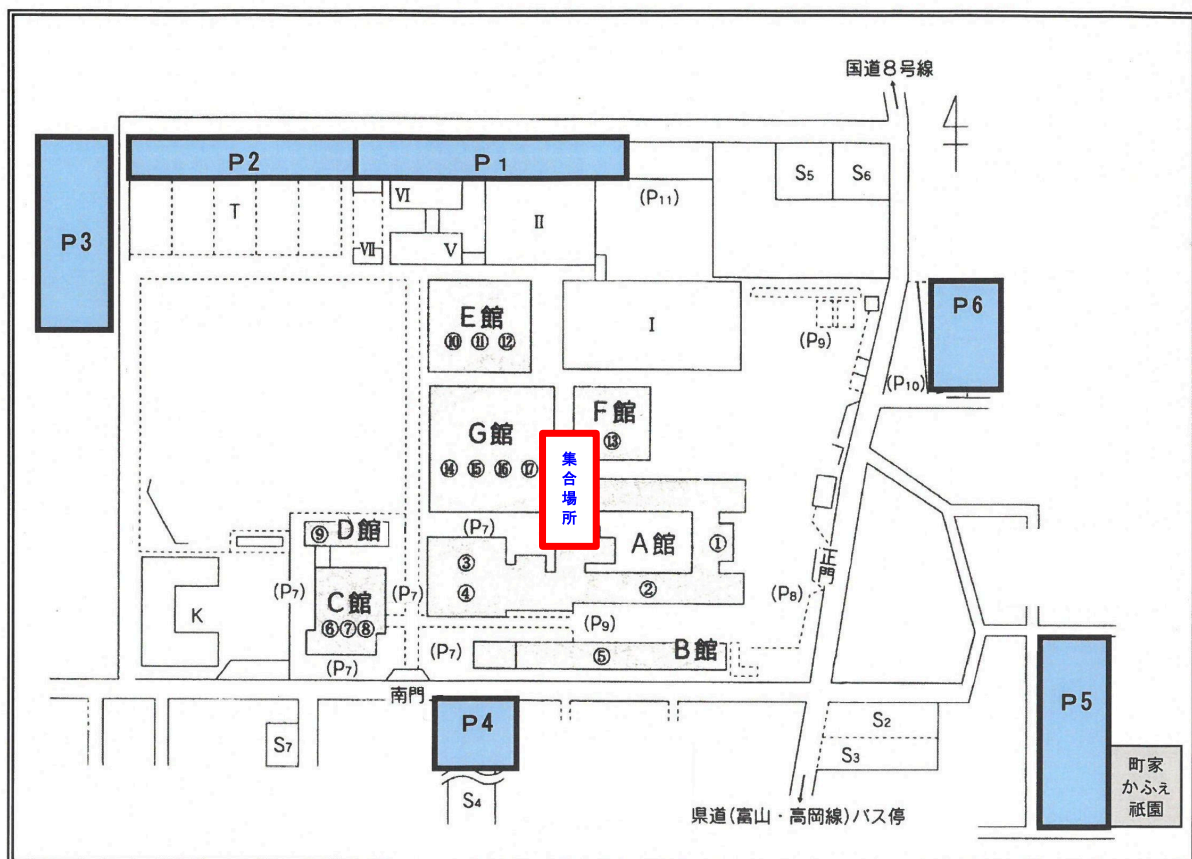 国道8号線
P2
P1
S5
S6
(P11)
T
Ⅵ
Ⅱ
Ⅶ
Ⅴ
P3
E館
⑩ ⑪ ⑫
Ⅰ
(P9)
P6
(P10)
F館
⑬
G館
⑭ ⑮ ⑯ ⑰
集
合
場
所
(P7)
⑨ D館
③
④
A館
①
②
正門
(P8)
K
(P7)
C館
⑥⑦⑧
(P7)
(P9)
(P7)
(P7)
⑤
B館
南門
P4
S7
S4
S2
S3
P5
町家
かふぇ
祇園
県道(富山・高岡線)バス停